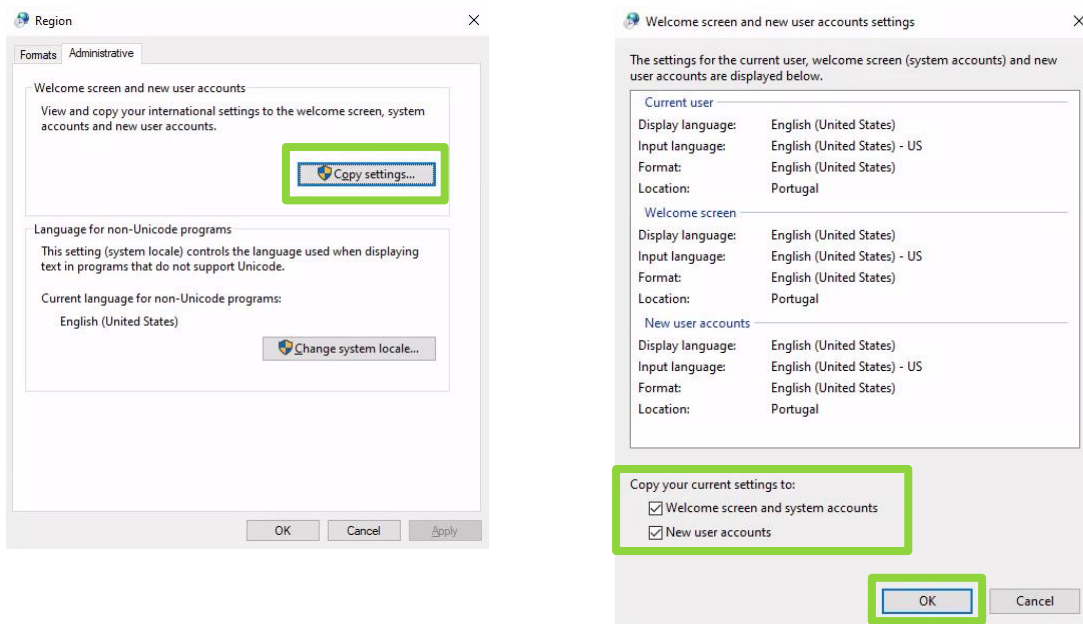 Region
Formats
Administrative
Welcome screen and new user accounts
View and copy your international settings to the welcome screen, system
accounts and new user accounts.
Copy settings...
Language for non-Unicode programs
This setting (system locale) controls the language used when displaying
text in programs that do not support Unicode.
Current language for non-Unicode programs:
English (United States)
Change system locale...
OK
Cancel
Apply
Welcome screen and new user accounts settings
The settings for the current user, welcome screen (system accounts) and new
user accounts are displayed below.
Current user
Display language: English (United States)
Input language: English (United States) - US
Format: English (United States)
Location: Portugal
Welcome screen
Display language: English (United States)
Input language: English (United States) - US
Format: English (United States)
Location: Portugal
New user accounts
Display language: English (United States)
Input language: English (United States) - US
Format: English (United States)
Location: Portugal
Copy your current settings to:
Welcome screen and system accounts
New user accounts
OK
Cancel